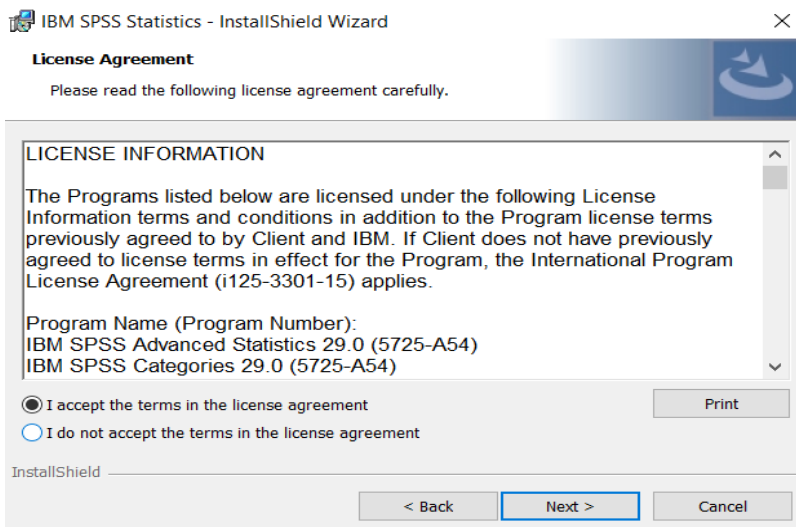 IBM SPSS Statistics - InstallShield Wizard
License Agreement
Please read the following license agreement carefully.
LICENSE INFORMATION
The Programs listed below are licensed under the following License
Information terms and conditions in addition to the Program license terms
previously agreed to by Client and IBM. If Client does not have previously
agreed to license terms in effect for the Program, the International Program
License Agreement (i125-3301-15) applies.
Program Name (Program Number):
IBM SPSS Advanced Statistics 29.0 (5725-A54)
IBM SPSS Categories 29.0 (5725-A54)
I accept the terms in the license agreement
Print
I do not accept the terms in the license agreement
InstallShield
< Back
Next >
Cancel